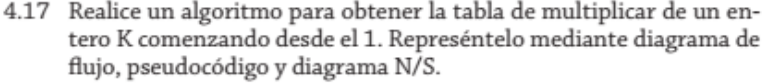 4.17 Realice un algoritmo para obtener la tabla de multiplicar de un en-
tero K comenzando desde el 1. Represéntelo mediante diagrama de
flujo, pseudocódigo y diagrama N/S.